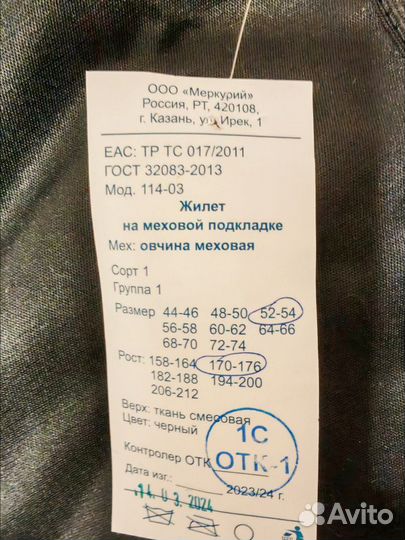 ООО «Меркурий»
Россия, РТ, 420108,
г. Казань, ул. Ирек, 1
ЕАС: ТР ТС 017/2011
ГОСТ 32083-2013
Мод. 114-03
Жилет
на меховой подкладке
Мех: овчина меховая
Сорт 1
Группа 1
Размер 44-46 48-50 52-54
56-58 60-62 64-66
68-70 72-74
Рост: 158-164 170-176
182-188 194-200
206-212
Верх: ткань смесовая
Цвет: черный
1С
Контролер ОТК
ОТК-1
Дата изг.: 2023/24 г.
14. 03. 2024
Avito